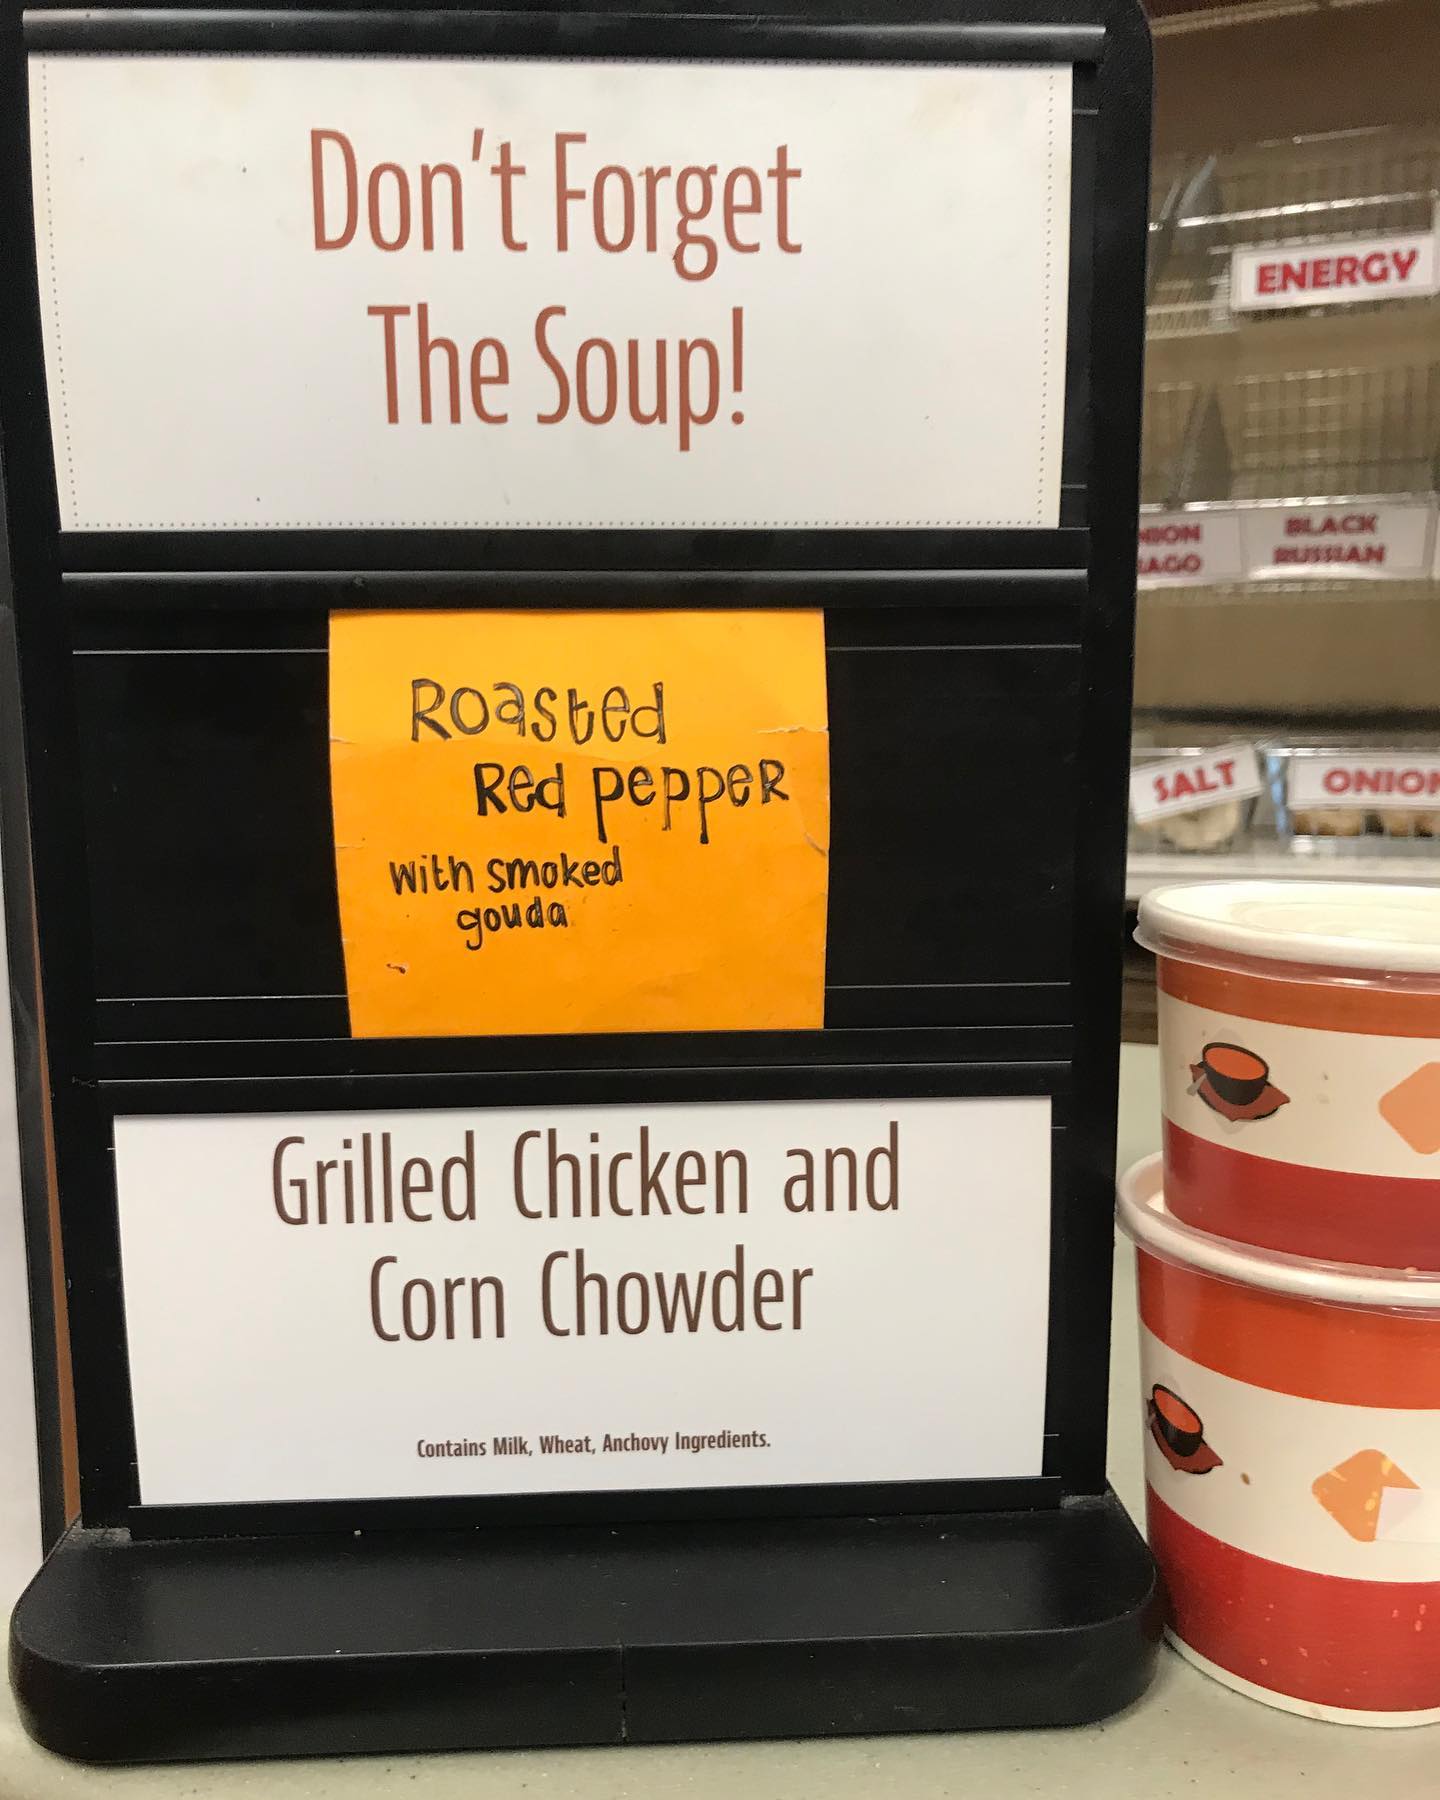 Don't Forget
The Soup!
Roasted
Red pepper
with smoked
gouda
Grilled Chicken and
Corn Chowder
Contains Milk, Wheat, Anchovy Ingredients.
ENERGY
BLACK
RUSSIAN
SALT
ONION